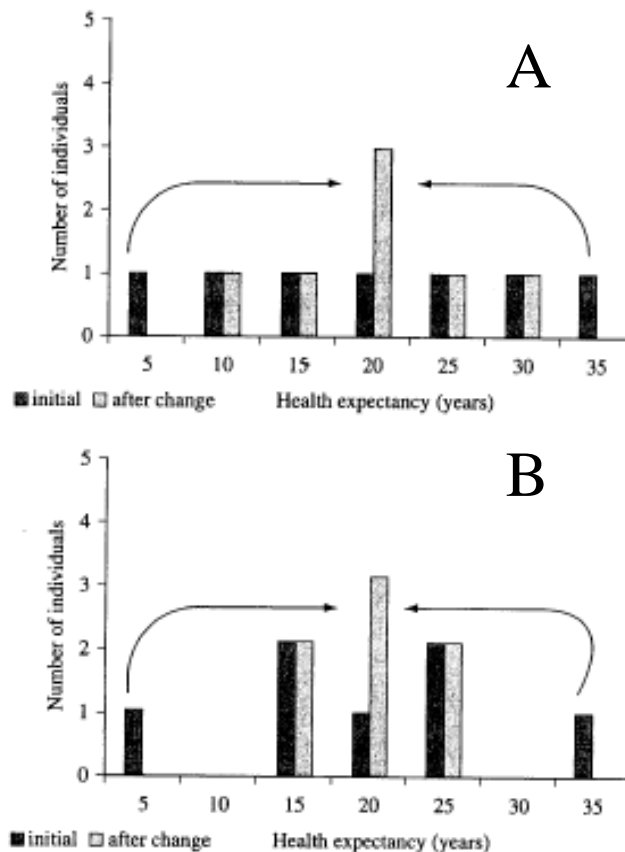 A
Number of individuals
5
4
3
2
1
0
5 10 15 20 25 30 35
initial after change Health expectancy (years)
B
Number of individuals
5
4
3
2
1
0
5 10 15 20 25 30 35
initial after change Health expectancy (years)